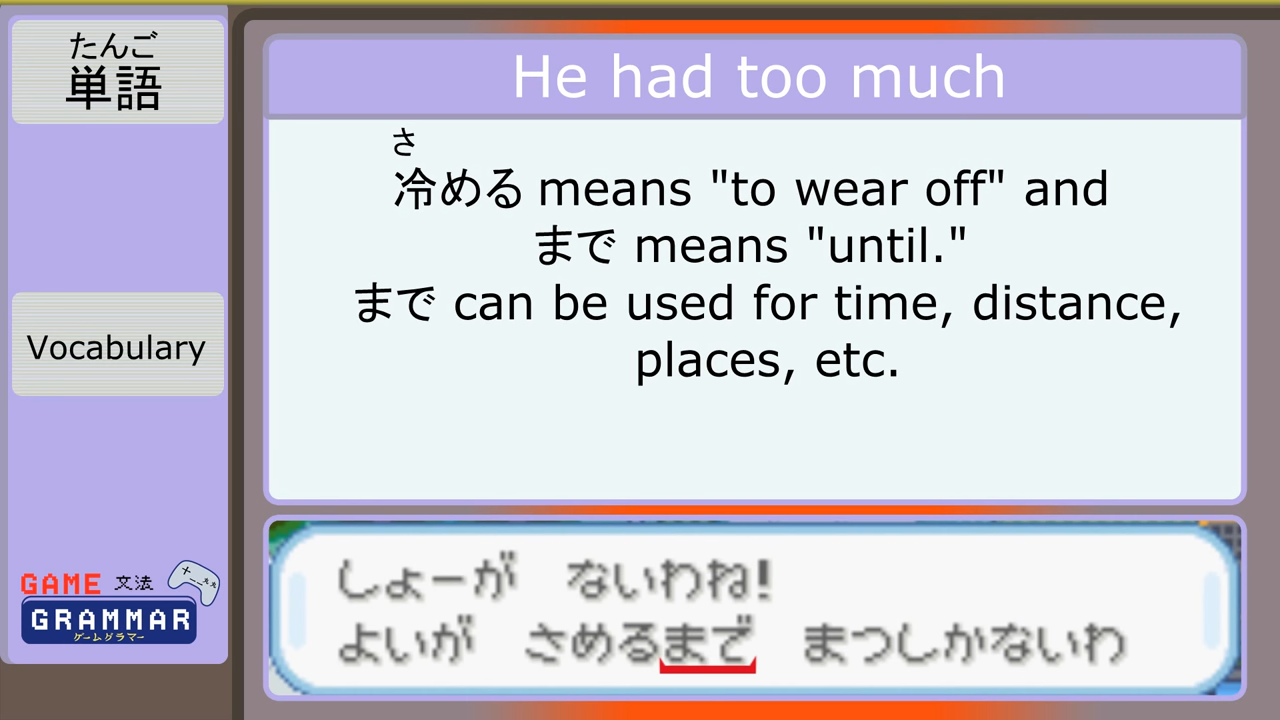 たんご
単語
Vocabulary
GAME 文法
GRAMMAR
ゲームグラマー
He had too much
さ
冷める means "to wear off" and
まで means "until."
まで can be used for time, distance,
places, etc.
しょーが ないわね!
よいが さめるまで まつしかないわ